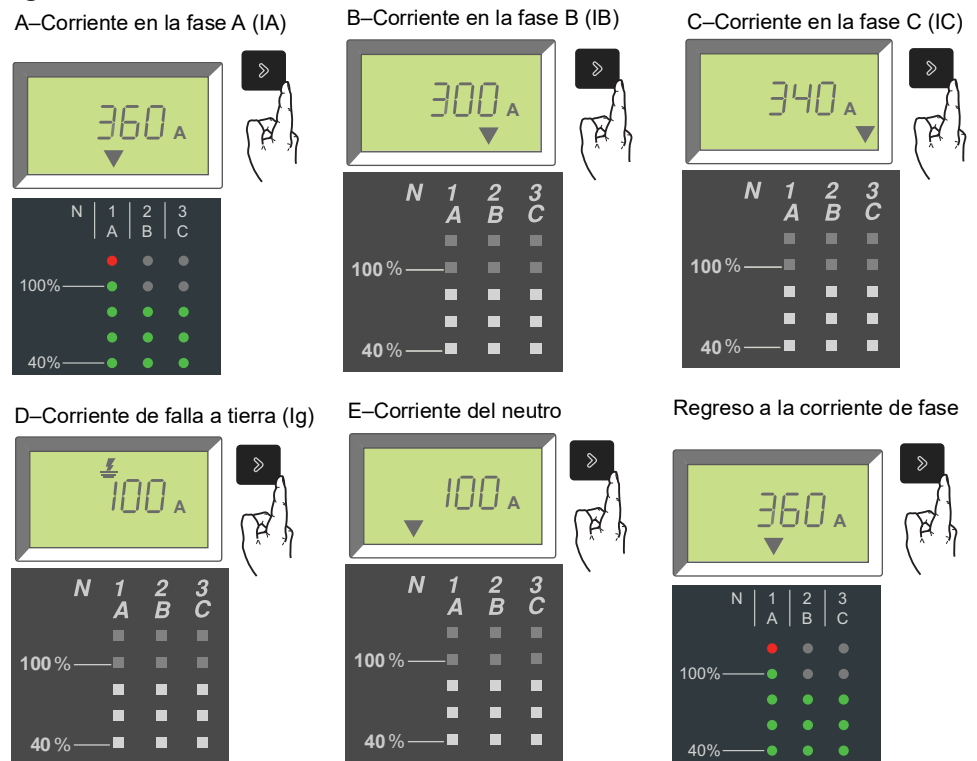 A–Corriente en la fase A (IA)
360 A
N 1 2 3
A B C
100%
40%
B–Corriente en la fase B (IB)
300 A
N 1 2 3
A B C
100 %
40 %
C–Corriente en la fase C (IC)
340 A
N 1 2 3
A B C
100 %
40 %
D–Corriente de falla a tierra (Ig)
100 A
N 1 2 3
A B C
100 %
40 %
E–Corriente del neutro
100 A
N 1 2 3
A B C
100 %
40 %
Regreso a la corriente de fase
360 A
N 1 2 3
A B C
100%
40%